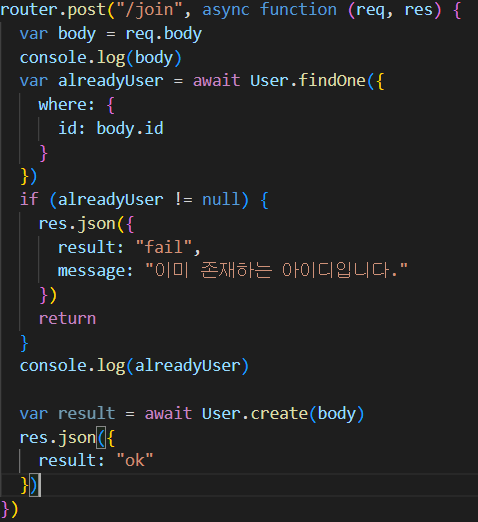 router.post("/join", async function (req, res) {
  var body = req.body
  console.log(body)
  var alreadyUser = await User.findOne({
    where: {
      id: body.id
    }
  })
  if (alreadyUser != null) {
    res.json({
      result: "fail",
      message: "이미 존재하는 아이디입니다."
    })
    return
  }
  console.log(alreadyUser)

  var result = await User.create(body)
  res.json({
    result: "ok"
  })
})